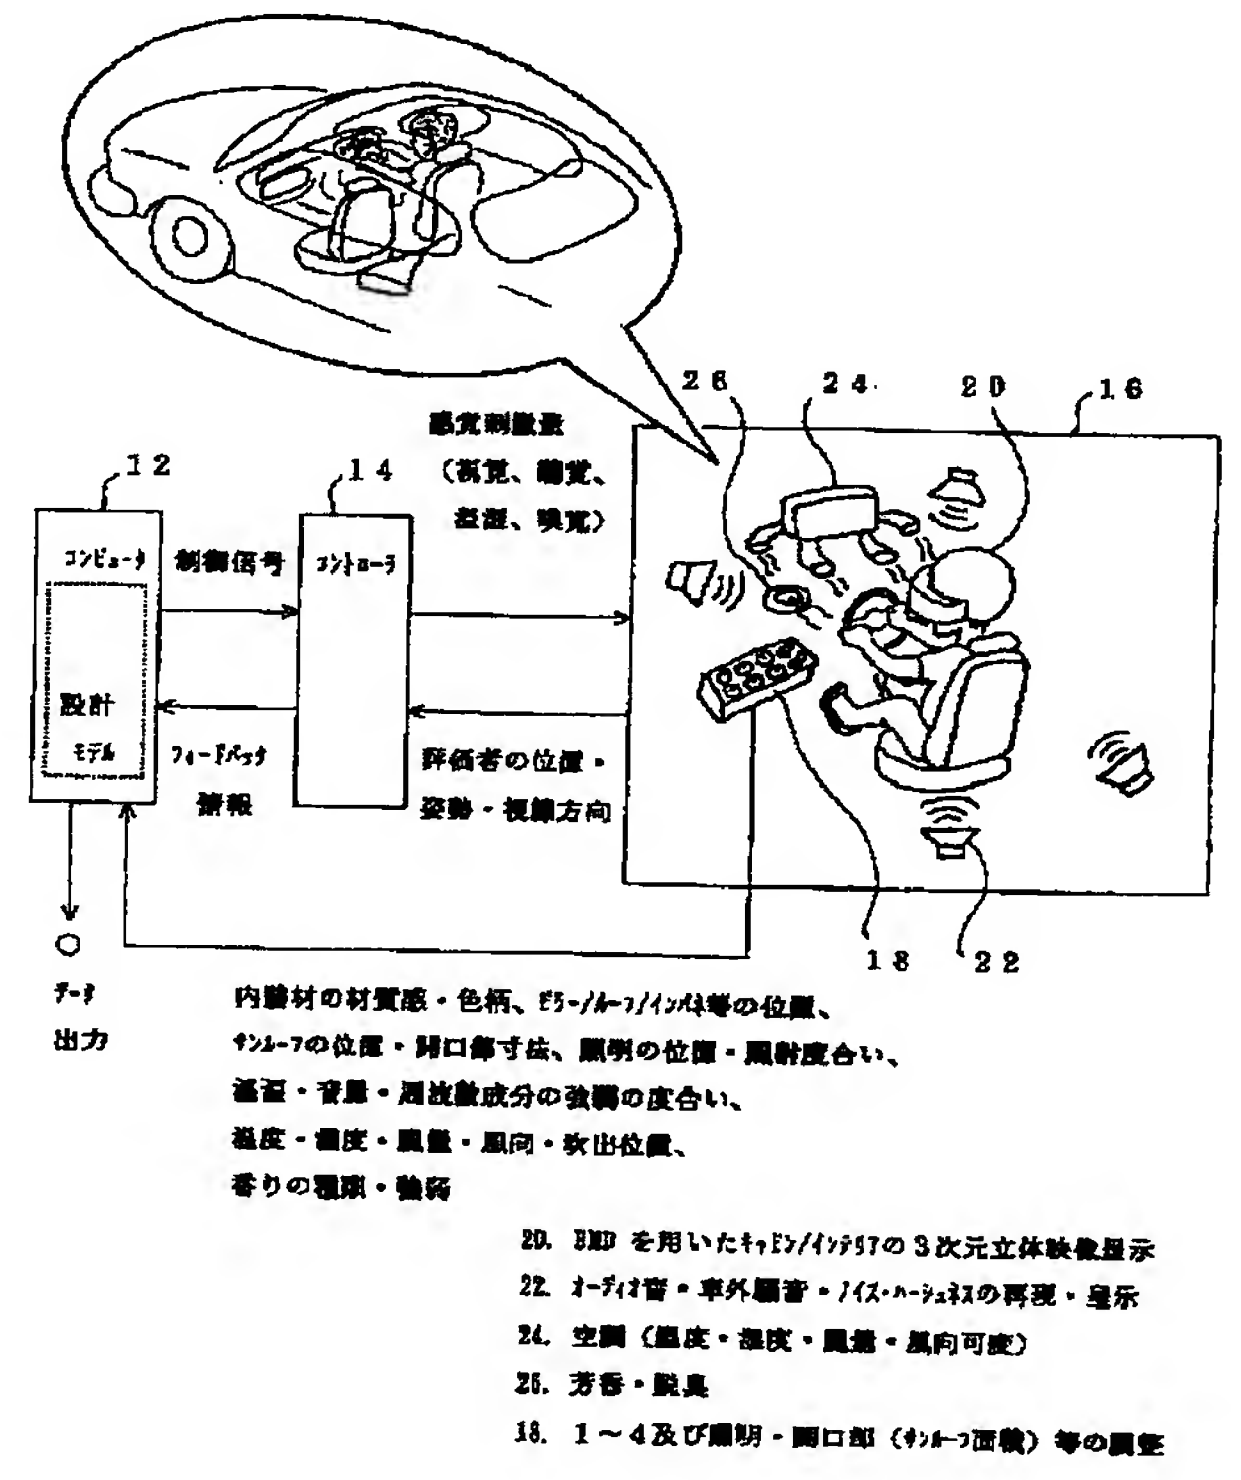 26
24
20
16
感覚刺激量
(視覚、聴覚、
温湿、嗅覚)
12
14
コンピュータ
制御信号
コントローラ
設計
モデル
フィードバック
情報
評価者の位置・
姿勢・視線方向
18
22
データ
出力
内装材の材質感・色柄、ピラー/ルーフ/インパネ等の位置、
サンルーフの位置・開口部寸法、照明の位置・照射度合い、
音量・周波数成分の強調の度合い、
温度・湿度・風量・風向・吹出位置、
香りの種類・強弱
20. HMD を用いたキャビン/インテリアの3次元立体映像呈示
22. オーディオ音・車外騒音・ノイズ・ハーシュネスの再現・呈示
24. 空調(温度・湿度・風量・風向可変)
26. 芳香・脱臭
18. 1〜4及び照明・開口部(サンルーフ面積)等の調整